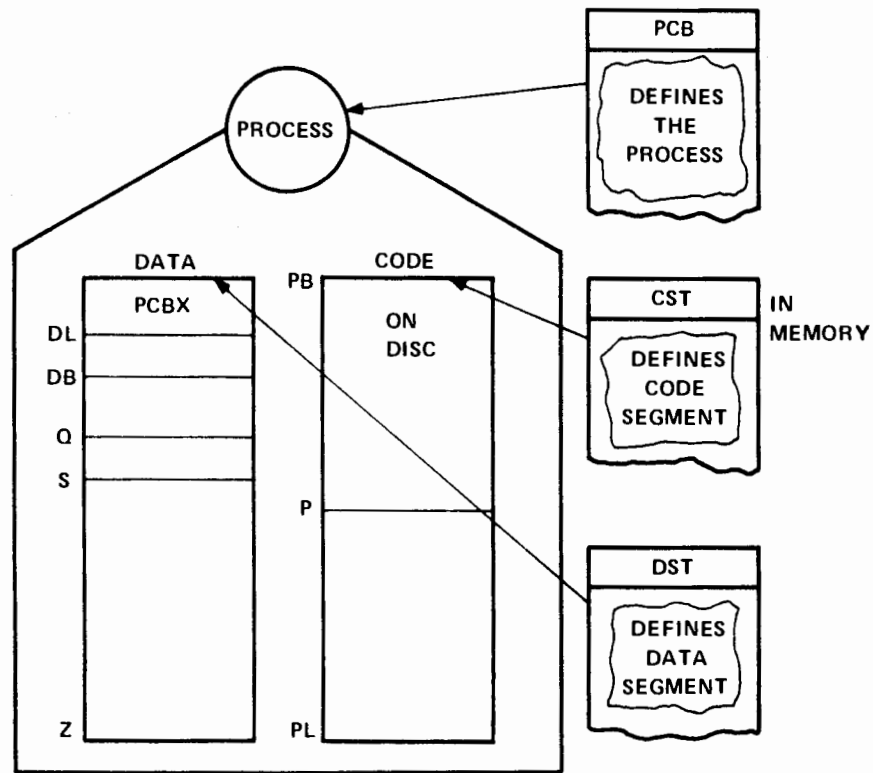 PCB
DEFINES
THE
PROCESS
PROCESS
DATA
PCBX
DL
DB
Q
S
Z
CODE
PB
ON
DISC
P
PL
CST
DEFINES
CODE
SEGMENT
IN
MEMORY
DST
DEFINES
DATA
SEGMENT